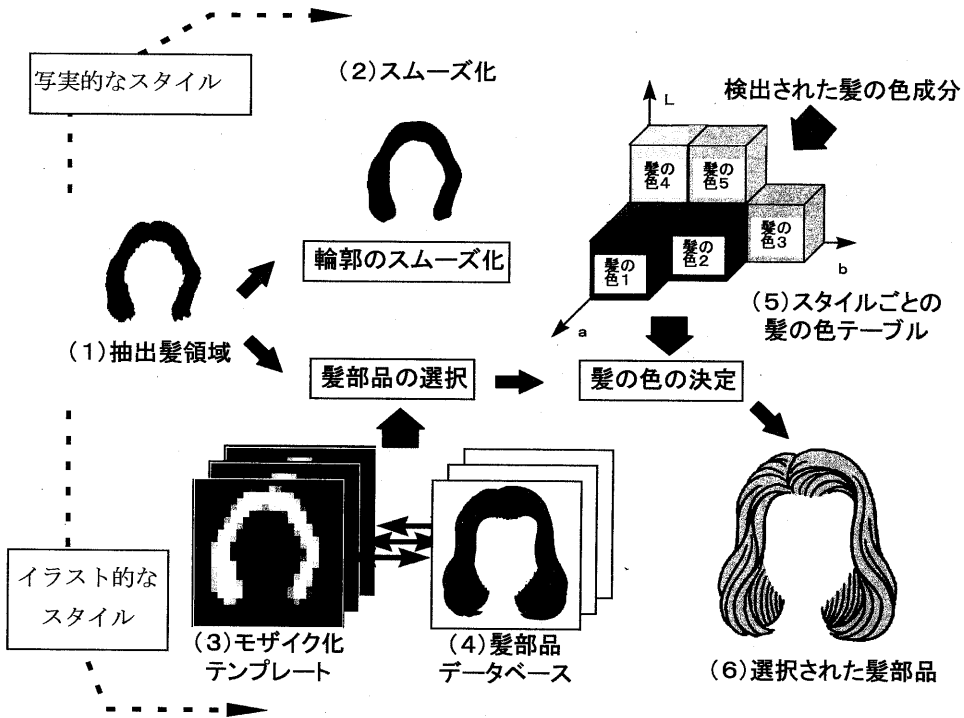 写実的なスタイル
(2)スムーズ化
輪郭のスムーズ化
(1)抽出髪領域
検出された髪の色成分
L
髪の
色4
髪の
色5
髪の
色3
髪の
色2
髪の
色1
b
a
(5)スタイルごとの
髪の色テーブル
髪部品の選択
髪の色の決定
イラスト的な
スタイル
(3)モザイク化
テンプレート
(4)髪部品
データベース
(6)選択された髪部品